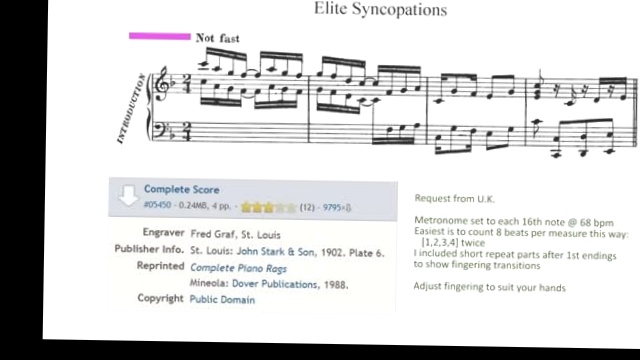 Elite Syncopations
Not fast
INTRODUCTION
2
4
2
4
Complete Score
#05450 - 0.24MB, 4 pp. - (12) - 9795×
Engraver Fred Graf, St. Louis
Publisher Info. St. Louis: John Stark & Son, 1902. Plate 6.
Reprinted Complete Piano Rags
Mineola: Dover Publications, 1988.
Copyright Public Domain
Request from U.K.
Metronome set to each 16th note @ 68 bpm
Easiest is to count 8 beats per measure this way:
[1,2,3,4] twice
I included short repeat parts after 1st endings
to show fingering transitions
Adjust fingering to suit your hands